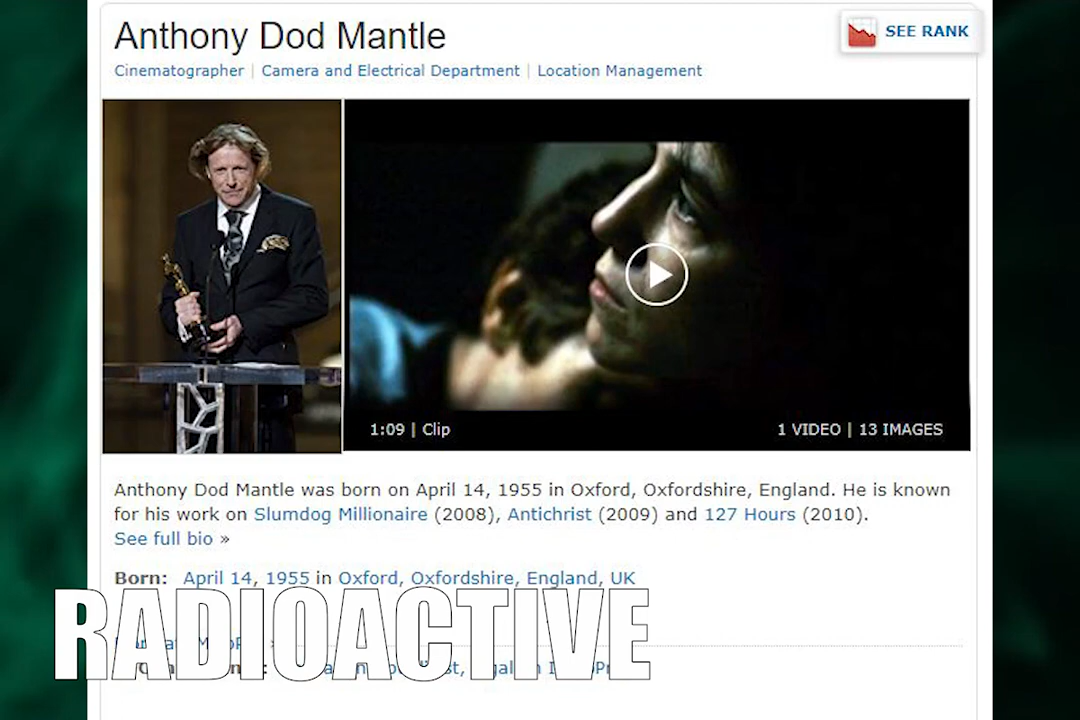 Anthony Dod Mantle
SEE RANK
Cinematographer | Camera and Electrical Department | Location Management
1:09 | Clip
1 VIDEO | 13 IMAGES
Anthony Dod Mantle was born on April 14, 1955 in Oxford, Oxfordshire, England. He is known
for his work on Slumdog Millionaire (2008), Antichrist (2009) and 127 Hours (2010).
See full bio »
Born: April 14, 1955 in Oxford, Oxfordshire, England, UK
RADIOACTIVE